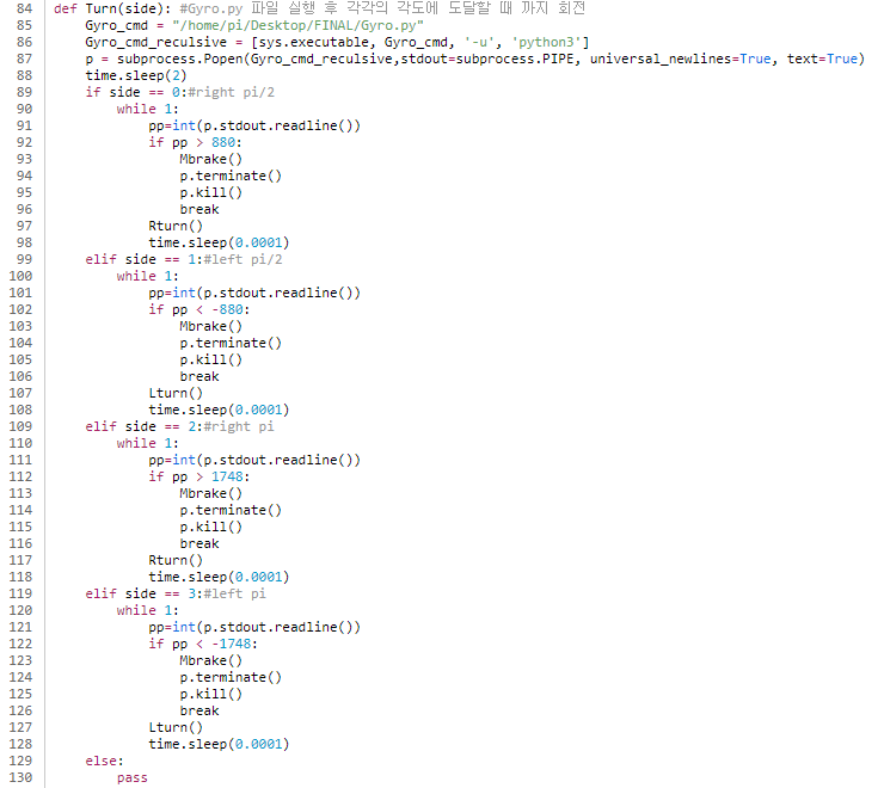 84 def Turn(side): #Gyro.py 파일 실행 후 각각의 각도에 도달할 때 까지 회전
85     Gyro_cmd = "/home/pi/Desktop/FINAL/Gyro.py"
86     Gyro_cmd_reculsive = [sys.executable, Gyro_cmd, '-u', 'python3']
87     p = subprocess.Popen(Gyro_cmd_reculsive,stdout=subprocess.PIPE, universal_newlines=True, text=True)
88     time.sleep(2)
89     if side == 0:#right pi/2
90         while 1:
91             pp=int(p.stdout.readline())
92             if pp > 880:
93                 Mbrake()
94                 p.terminate()
95                 p.kill()
96                 break
97             Rturn()
98             time.sleep(0.0001)
99     elif side == 1:#left pi/2
100         while 1:
101             pp=int(p.stdout.readline())
102             if pp < -880:
103                 Mbrake()
104                 p.terminate()
105                 p.kill()
106                 break
107             Lturn()
108             time.sleep(0.0001)
109     elif side == 2:#right pi
110         while 1:
111             pp=int(p.stdout.readline())
112             if pp > 1748:
113                 Mbrake()
114                 p.terminate()
115                 p.kill()
116                 break
117             Rturn()
118             time.sleep(0.0001)
119     elif side == 3:#left pi
120         while 1:
121             pp=int(p.stdout.readline())
122             if pp < -1748:
123                 Mbrake()
124                 p.terminate()
125                 p.kill()
126                 break
127             Lturn()
128             time.sleep(0.0001)
129     else:
130         pass